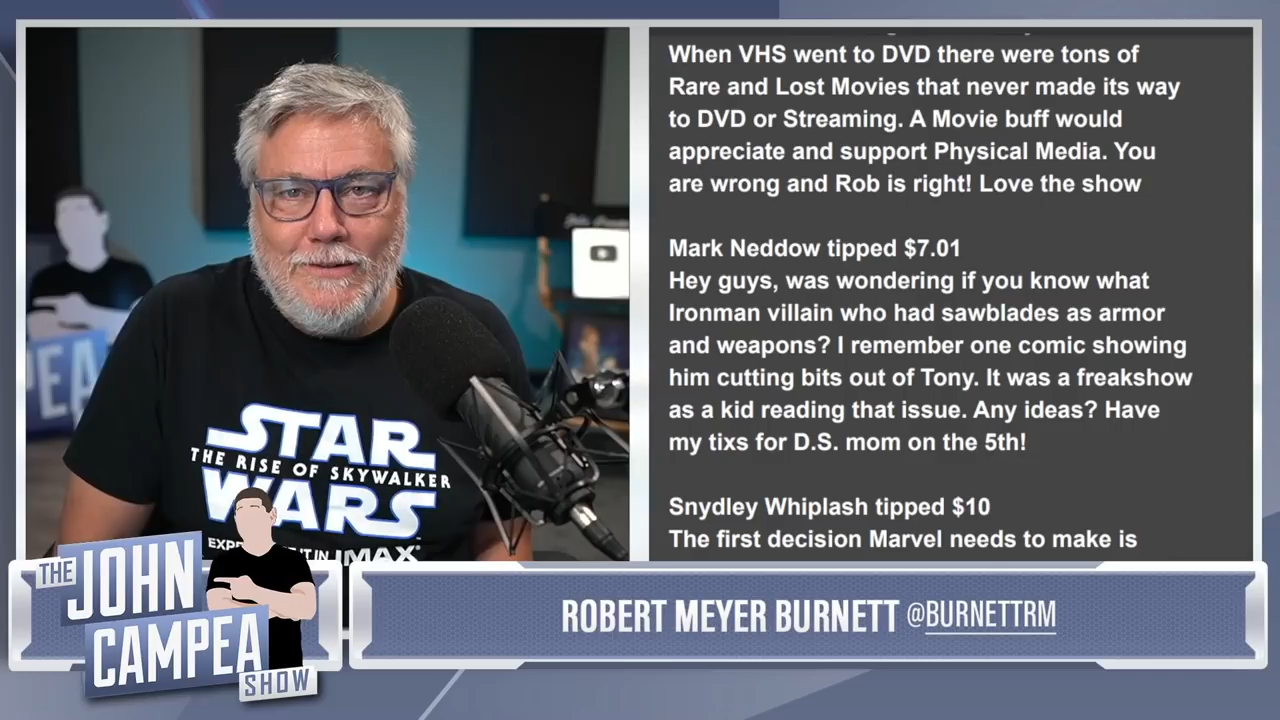 When VHS went to DVD there were tons of
Rare and Lost Movies that never made its way
to DVD or Streaming. A Movie buff would
appreciate and support Physical Media. You
are wrong and Rob is right! Love the show
Mark Neddow tipped $7.01
Hey guys, was wondering if you know what
Ironman villain who had sawblades as armor
and weapons? I remember one comic showing
him cutting bits out of Tony. It was a freakshow
as a kid reading that issue. Any ideas? Have
my tixs for D.S. mom on the 5th!
Snydley Whiplash tipped $10
The first decision Marvel needs to make is
STAR
THE RISE OF SKYWALKER
WARS
IN IMAX
THE
JOHN
CAMPEA
SHOW
ROBERT MEYER BURNETT @BURNETTRM